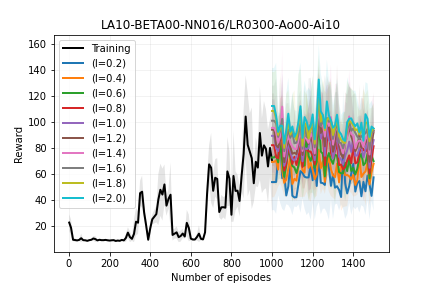 LA10-BETA00-NN016/LR0300-Ao00-Ai10
160
140
120
100
80
60
40
20
Reward
Training
(l=0.2)
(l=0.4)
(l=0.6)
(l=0.8)
(l=1.0)
(l=1.2)
(l=1.4)
(l=1.6)
(l=1.8)
(l=2.0)
0 200 400 600 800 1000 1200 1400
Number of episodes